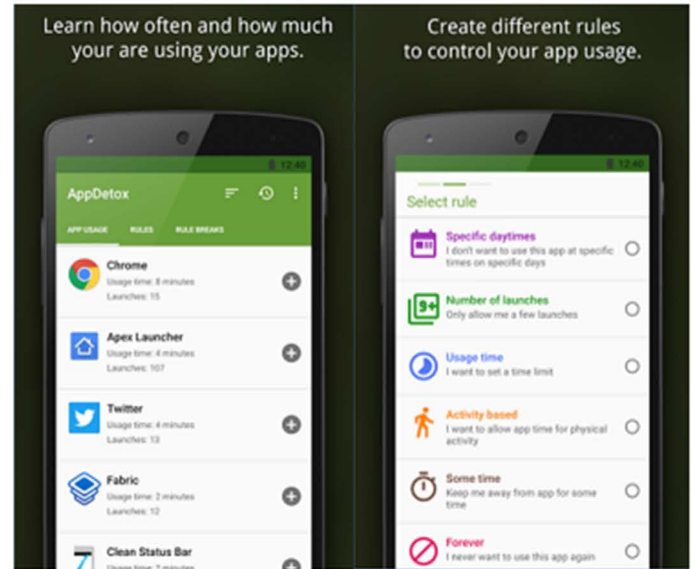 Learn how often and how much
your are using your apps.
12:40
AppDetox
APP USAGE RULES RULE BREAKS
Chrome
Usage time: 8 minutes
Launches: 15
Apex Launcher
Usage time: 4 minutes
Launches: 107
Twitter
Usage time: 4 minutes
Launches: 13
Fabric
Usage time: 2 minutes
Launches: 12
Clean Status Bar
Usage time: 2 minutes
Create different rules
to control your app usage.
12:40
Select rule
Specific daytimes
I don't want to use this app at specific
times on specific days
9+
Number of launches
Only allow me a few launches
Usage time
I want to set a time limit
Activity based
I want to allow app time for physical
activity
Some time
Keep me away from app for some
time
Forever
I never want to use this app again